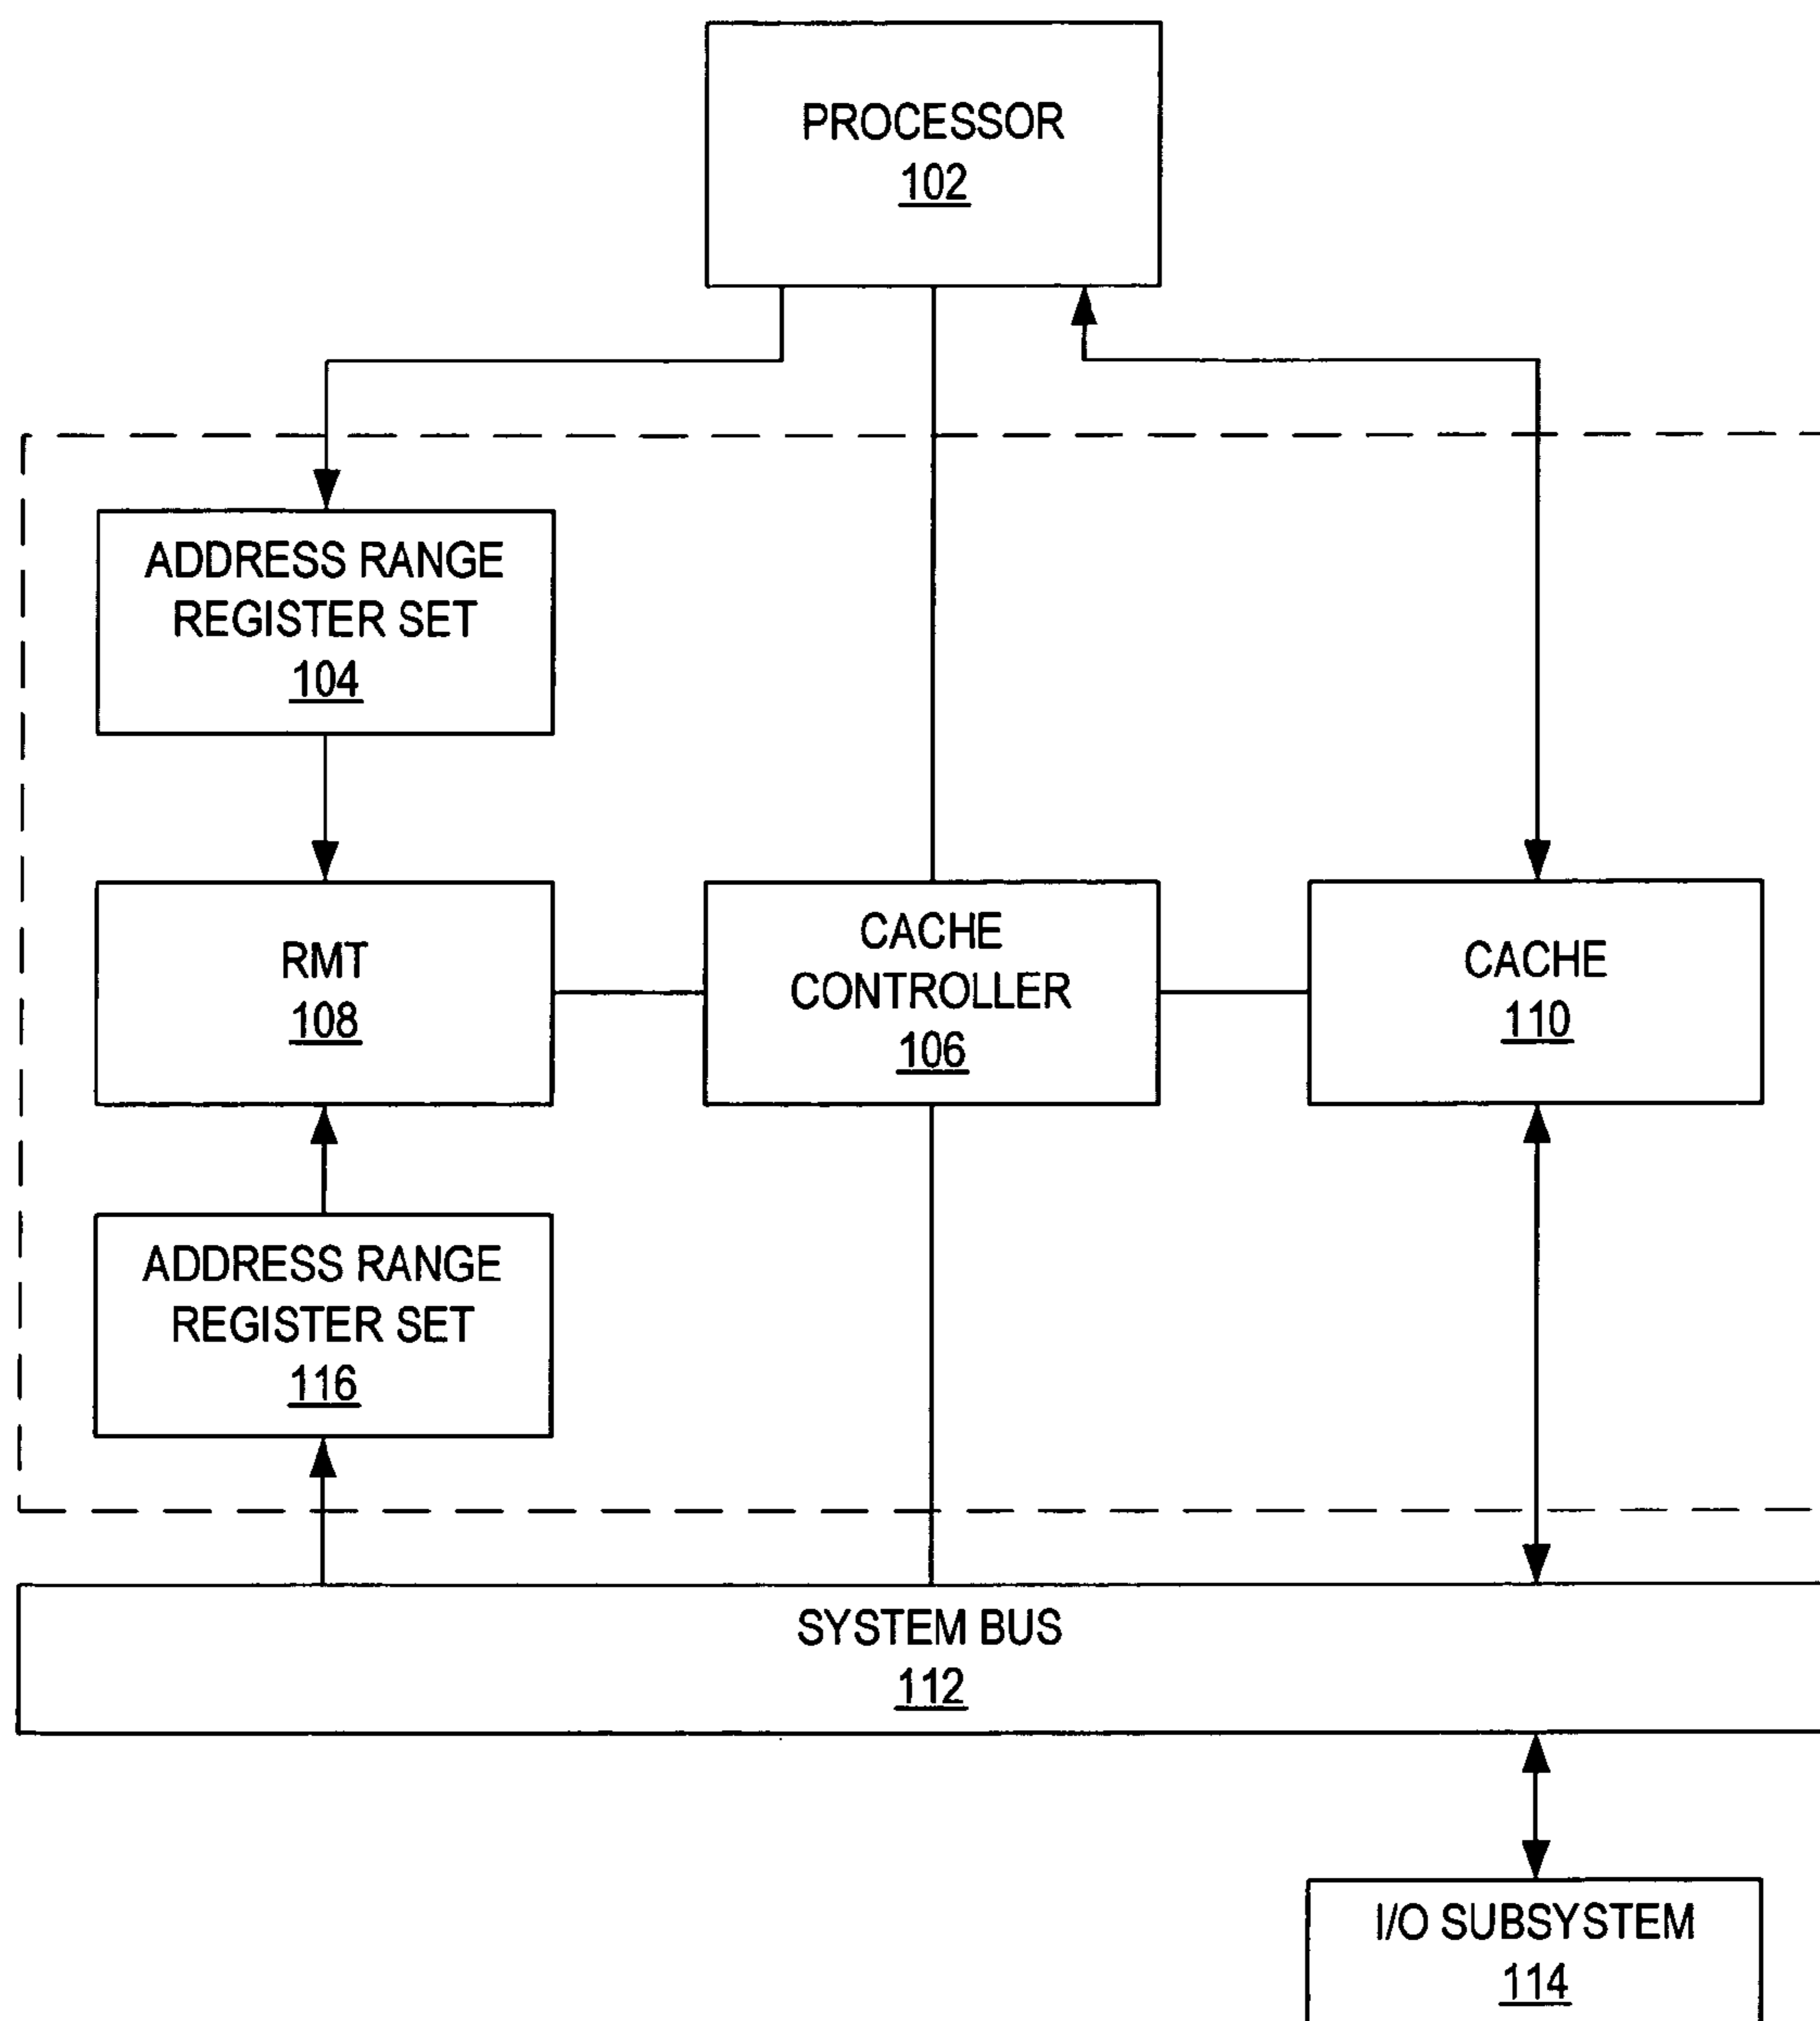 PROCESSOR
102
ADDRESS RANGE
REGISTER SET
104
RMT
108
CACHE
CONTROLLER
106
CACHE
110
ADDRESS RANGE
REGISTER SET
116
SYSTEM BUS
112
I/O SUBSYSTEM
114